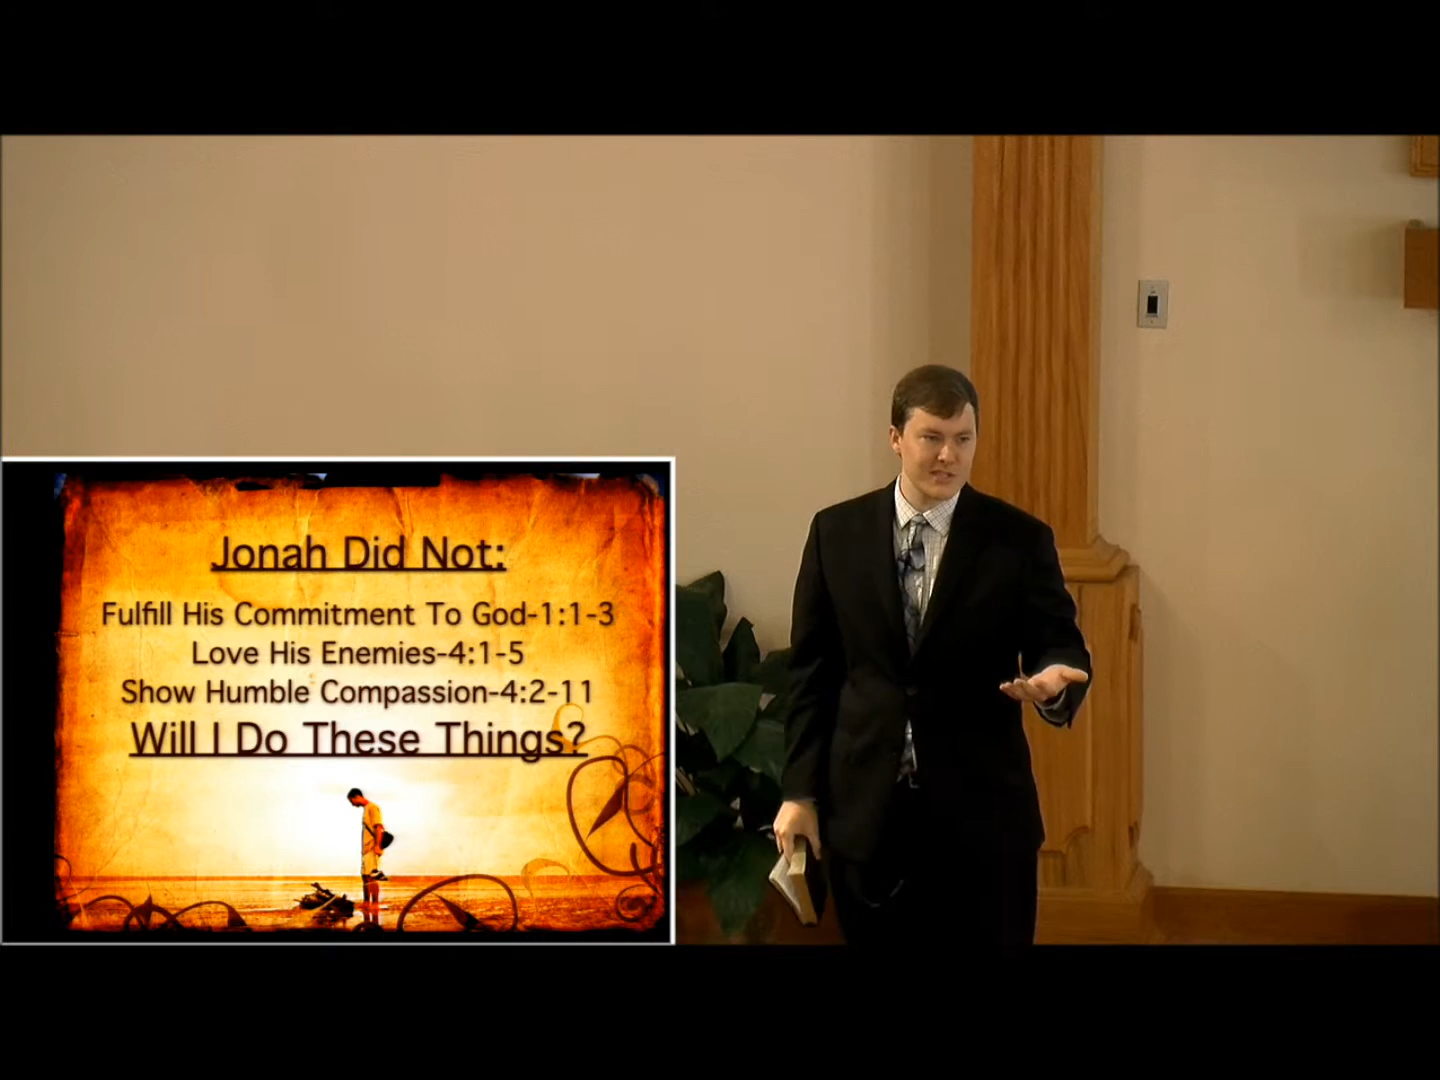 Jonah Did Not:
Fulfill His Commitment To God-1:1-3
Love His Enemies-4:1-5
Show Humble Compassion-4:2-11
Will I Do These Things?